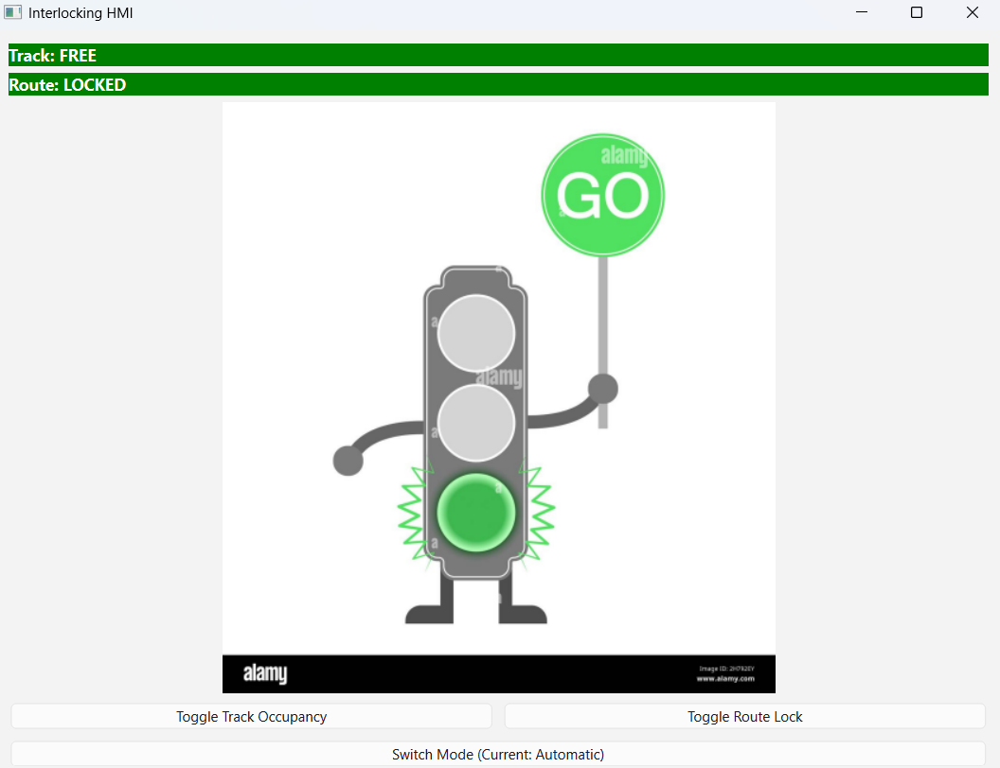 Interlocking HMI
Track: FREE
Route: LOCKED
alamy
GO
a
a
a
alamy
a
a
a
a
alamy
Image ID: 2H792EY
www.alamy.com
Toggle Track Occupancy
Toggle Route Lock
Switch Mode (Current: Automatic)